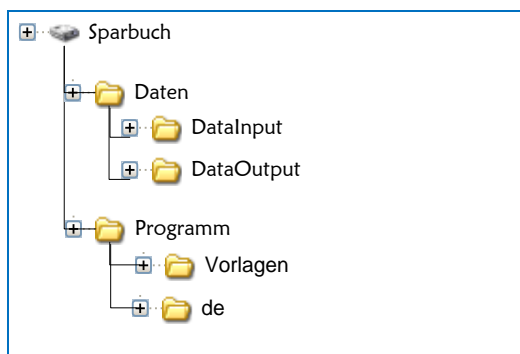 Sparbuch
Daten
DataInput
DataOutput
Programm
Vorlagen
de